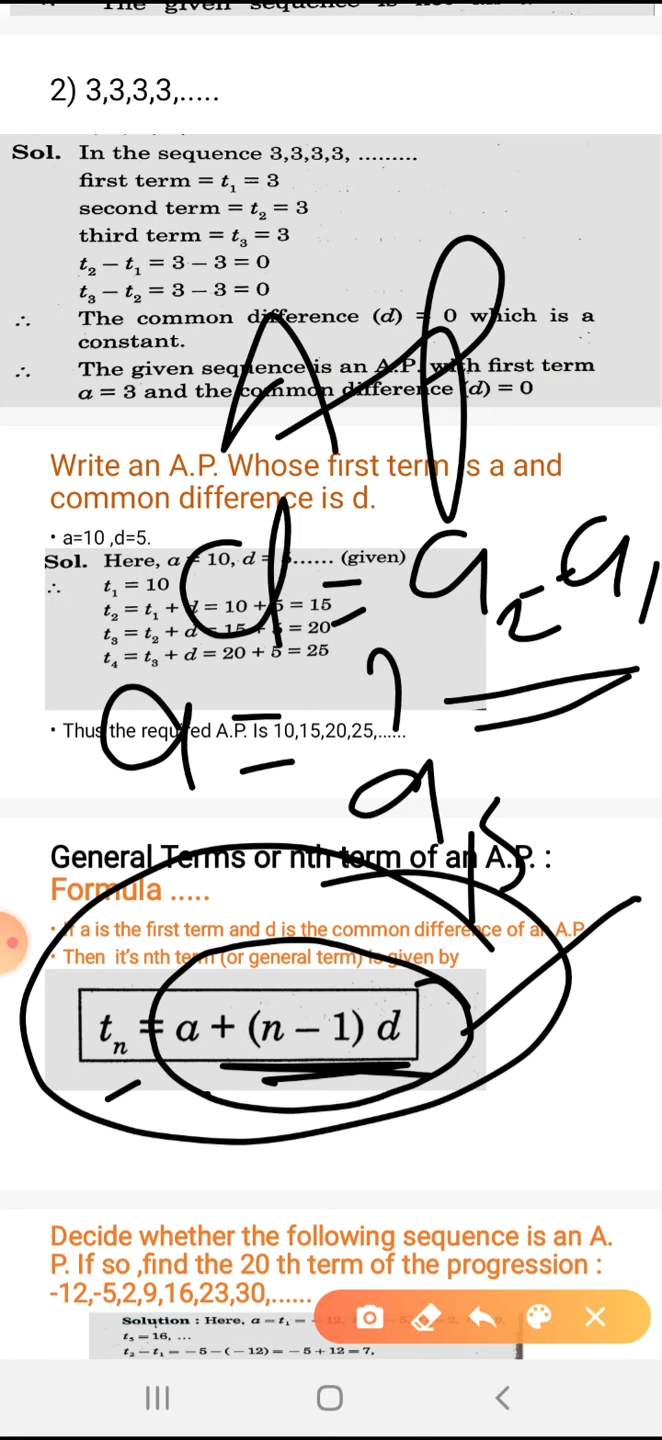 The given sequence is not an
2) 3,3,3,3,.....
Sol. In the sequence 3,3,3,3, .........
first term = t₁ = 3
second term = t₂ = 3
third term = t₃ = 3
t₂ – t₁ = 3 – 3 = 0
t₃ – t₂ = 3 – 3 = 0
∴ The common difference (d) = 0 which is a
constant.
∴ The given sequence is an A.P. with first term
a = 3 and the common difference (d) = 0
AP
Write an A.P. Whose first term is a and
common difference is d.
• a=10 ,d=5.
Sol. Here, a = 10, d = 5...... (given)
∴ t₁ = 10
t₂ = t₁ + d = 10 + 5 = 15
t₃ = t₂ + d = 15 + 5 = 20
t₄ = t₃ + d = 20 + 5 = 25
d = a₂ - a₁
• Thus the required A.P. Is 10,15,20,25,......
a = ?
General Terms or nth term of an A.P. :
Formula .....
• If a is the first term and d is the common difference of an A.P
• Then it's nth term (or general term) is given by
tₙ = a + (n – 1) d
Decide whether the following sequence is an A.
P. If so ,find the 20 th term of the progression :
-12,-5,2,9,16,23,30,......
Solution : Here, a = t₁ = - 12,
t₅ = 16, ...
t₂ – t₁ = – 5 – (– 12) = – 5 + 12 = 7,